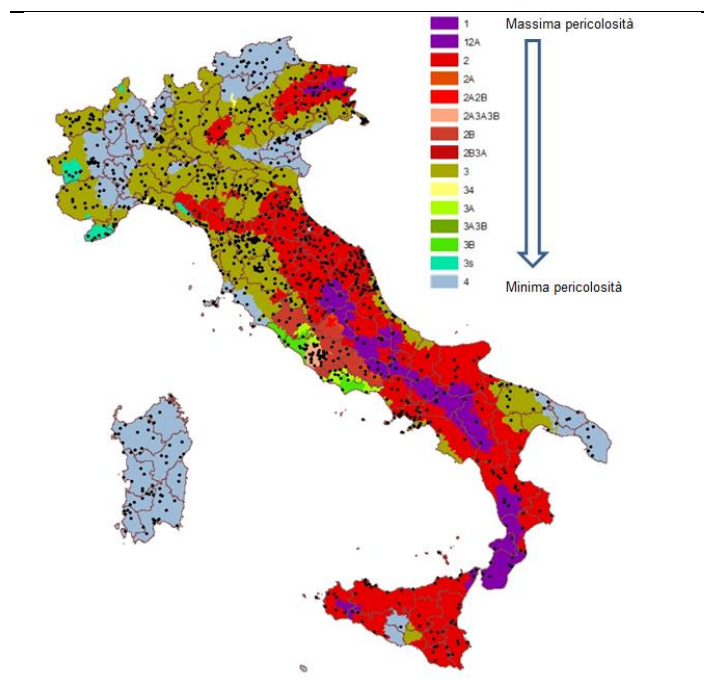 1 Massima pericolosità
12A
2
2A
2A2B
2A3A3B
2B
2B3A
3
34
3A
3A3B
3B
3s
4 Minima pericolosità